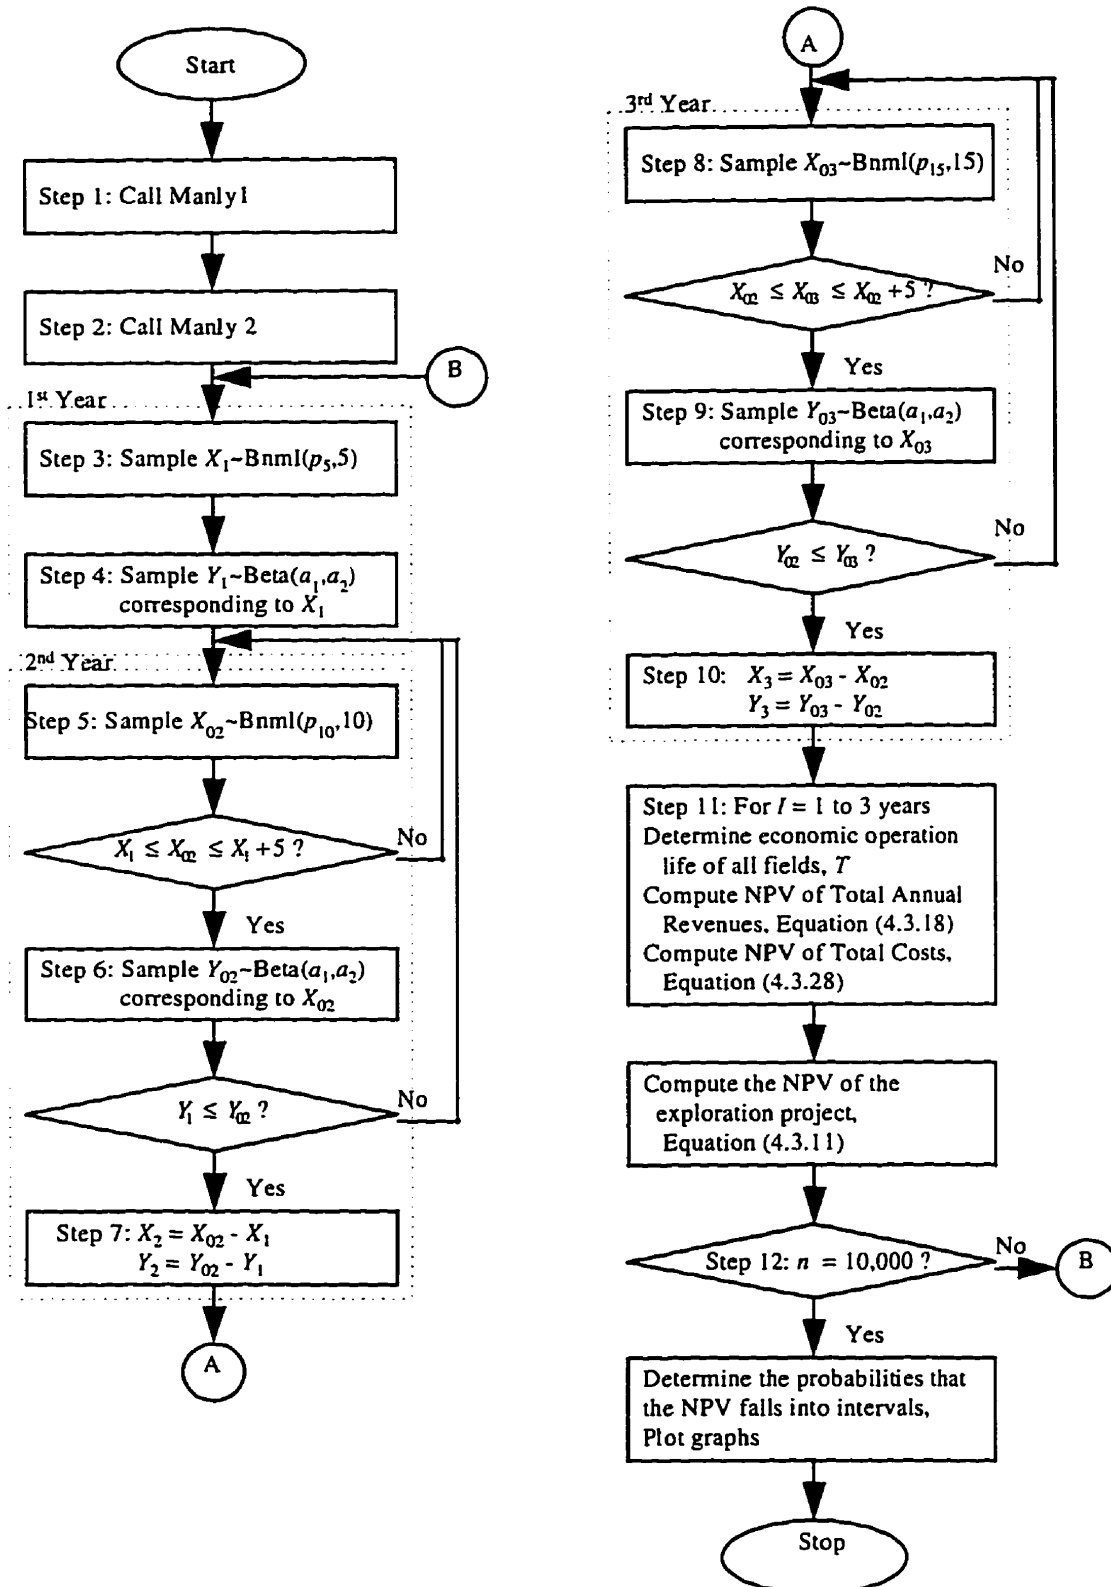 Start
Step 1: Call Manly1
Step 2: Call Manly 2
B
1st Year
Step 3: Sample X1~Bnml(p5,5)
Step 4: Sample Y1~Beta(a1,a2)
corresponding to X1
2nd Year
Step 5: Sample X02~Bnml(p10,10)
X1 ≤ X02 ≤ X1+5 ?
No
Yes
Step 6: Sample Y02~Beta(a1,a2)
corresponding to X02
Y1 ≤ Y02 ?
No
Yes
Step 7: X2 = X02 - X1
Y2 = Y02 - Y1
A
A
3rd Year
Step 8: Sample X03~Bnml(p15,15)
X02 ≤ X03 ≤ X02+5 ?
No
Yes
Step 9: Sample Y03~Beta(a1,a2)
corresponding to X03
Y02 ≤ Y03 ?
No
Yes
Step 10: X3 = X03 - X02
Y3 = Y03 - Y02
Step 11: For I = 1 to 3 years
Determine economic operation
life of all fields, T
Compute NPV of Total Annual
Revenues, Equation (4.3.18)
Compute NPV of Total Costs,
Equation (4.3.28)
Compute the NPV of the
exploration project,
Equation (4.3.11)
Step 12: n = 10,000 ?
No
B
Yes
Determine the probabilities that
the NPV falls into intervals,
Plot graphs
Stop